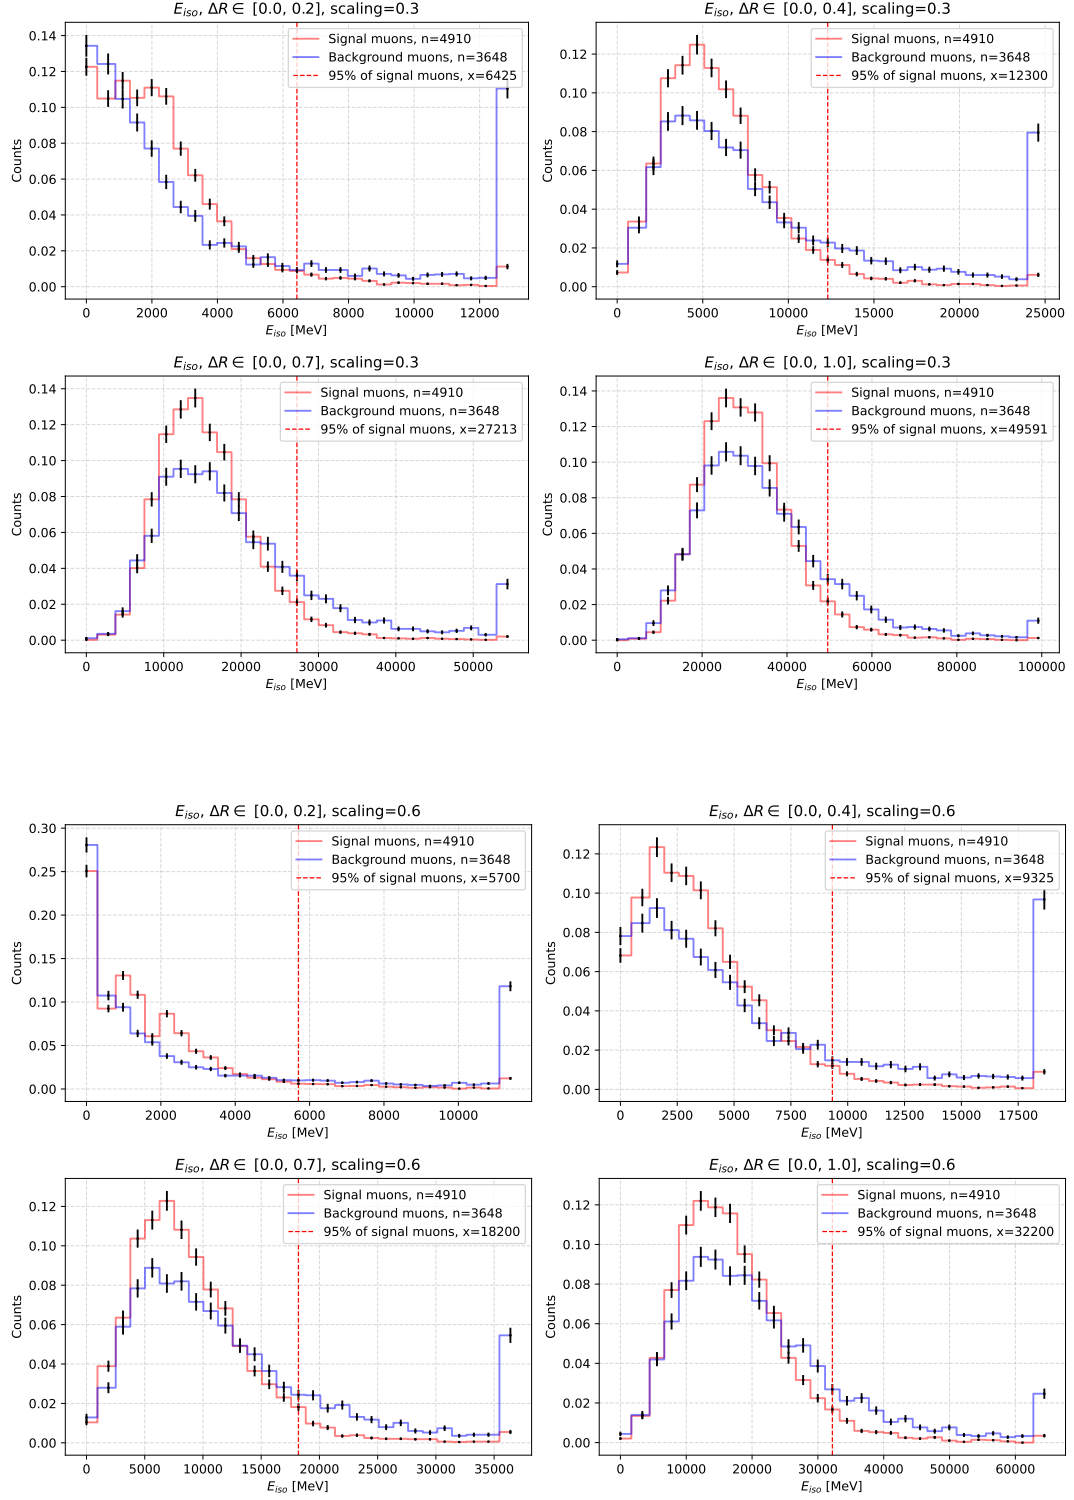 E_iso, ΔR ∈ [0.0, 0.2], scaling=0.3
Signal muons, n=4910
Background muons, n=3648
95% of signal muons, x=6425
Counts
0.14
0.12
0.10
0.08
0.06
0.04
0.02
0.00
0 2000 4000 6000 8000 10000 12000
E_iso [MeV]
E_iso, ΔR ∈ [0.0, 0.4], scaling=0.3
Signal muons, n=4910
Background muons, n=3648
95% of signal muons, x=12300
Counts
0.12
0.10
0.08
0.06
0.04
0.02
0.00
0 5000 10000 15000 20000 25000
E_iso [MeV]
E_iso, ΔR ∈ [0.0, 0.7], scaling=0.3
Signal muons, n=4910
Background muons, n=3648
95% of signal muons, x=27213
Counts
0.14
0.12
0.10
0.08
0.06
0.04
0.02
0.00
0 10000 20000 30000 40000 50000
E_iso [MeV]
E_iso, ΔR ∈ [0.0, 1.0], scaling=0.3
Signal muons, n=4910
Background muons, n=3648
95% of signal muons, x=49591
Counts
0.14
0.12
0.10
0.08
0.06
0.04
0.02
0.00
0 20000 40000 60000 80000 100000
E_iso [MeV]
E_iso, ΔR ∈ [0.0, 0.2], scaling=0.6
Signal muons, n=4910
Background muons, n=3648
95% of signal muons, x=5700
Counts
0.30
0.25
0.20
0.15
0.10
0.05
0.00
0 2000 4000 6000 8000 10000
E_iso [MeV]
E_iso, ΔR ∈ [0.0, 0.4], scaling=0.6
Signal muons, n=4910
Background muons, n=3648
95% of signal muons, x=9325
Counts
0.12
0.10
0.08
0.06
0.04
0.02
0.00
0 2500 5000 7500 10000 12500 15000 17500
E_iso [MeV]
E_iso, ΔR ∈ [0.0, 0.7], scaling=0.6
Signal muons, n=4910
Background muons, n=3648
95% of signal muons, x=18200
Counts
0.12
0.10
0.08
0.06
0.04
0.02
0.00
0 5000 10000 15000 20000 25000 30000 35000
E_iso [MeV]
E_iso, ΔR ∈ [0.0, 1.0], scaling=0.6
Signal muons, n=4910
Background muons, n=3648
95% of signal muons, x=32200
Counts
0.12
0.10
0.08
0.06
0.04
0.02
0.00
0 10000 20000 30000 40000 50000 60000
E_iso [MeV]